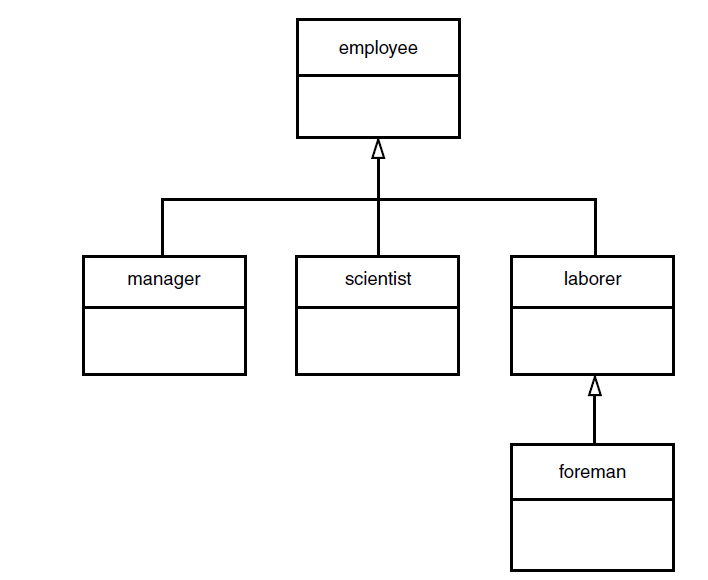 employee
manager
scientist
laborer
foreman